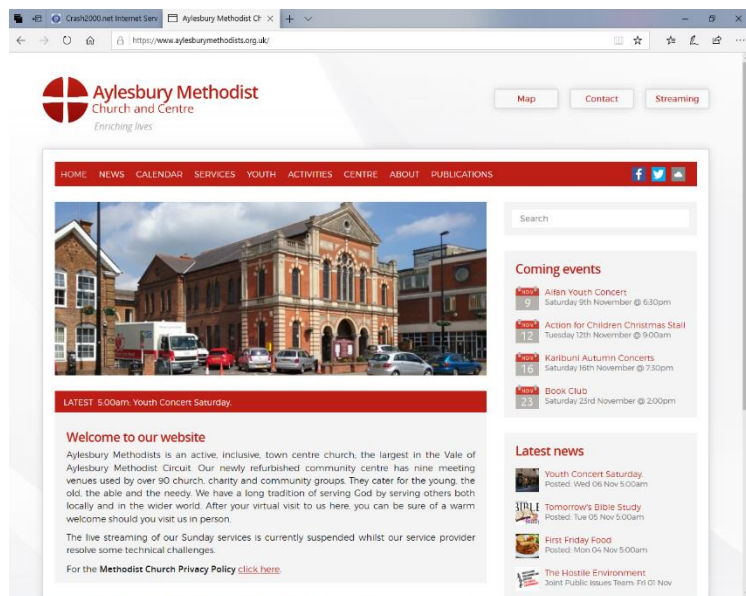 Crash2000.net Internet Serv
Aylesbury Methodist Ch
https://www.aylesburymethodists.org.uk/
Aylesbury Methodist
Church and Centre
Enriching lives
Map Contact Streaming
HOME NEWS CALENDAR SERVICES YOUTH ACTIVITIES CENTRE ABOUT PUBLICATIONS
Search
Coming events
NOV 9
Alfan Youth Concert
Saturday 9th November @ 6:30pm
NOV 12
Action for Children Christmas Stall
Tuesday 12th November @ 9:00am
NOV 16
Karibuni Autumn Concerts
Saturday 16th November @ 7:30pm
NOV 23
Book Club
Saturday 23rd November @ 2:00pm
LATEST 5:00am: Youth Concert Saturday.
Welcome to our website
Aylesbury Methodists is an active, inclusive, town centre church, the largest in the Vale of
Aylesbury Methodist Circuit. Our newly refurbished community centre has nine meeting
venues used by over 90 church, charity and community groups. They cater for the young, the
old, the able and the needy. We have a long tradition of serving God by serving others both
locally and in the wider world. After your virtual visit to us here, you can be sure of a warm
welcome should you visit us in person.
The live streaming of our Sunday services is currently suspended whilst our service provider
resolve some technical challenges.
For the Methodist Church Privacy Policy click here.
Latest news
Youth Concert Saturday.
Posted: Wed 06 Nov 5:00am
BIBLE
Tomorrow's Bible Study
Posted: Tue 05 Nov 5:00am
First Friday Food
Posted: Mon 04 Nov 5:00am
The Hostile Environment
Joint Public Issues Team: Fri 01 Nov